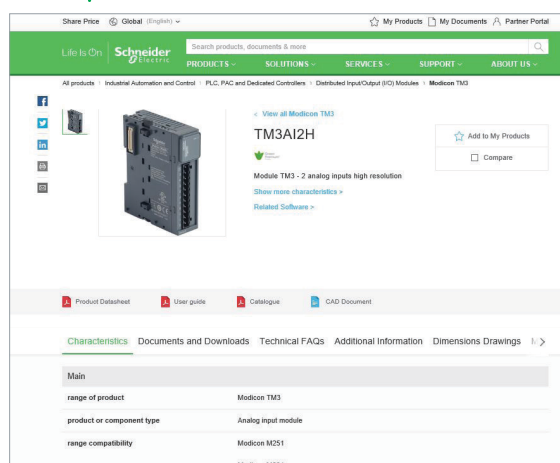 Share Price Global (English) My Products My Documents Partner Portal
Life Is On Schneider Electric Search products, documents & more
PRODUCTS SOLUTIONS SERVICES SUPPORT ABOUT US
All products Industrial Automation and Control PLC, PAC and Dedicated Controllers Distributed Input/Output (I/O) Modules Modicon TM3
< View all Modicon TM3
TM3AI2H
Add to My Products
Compare
Module TM3 - 2 analog inputs high resolution
Show more characteristics >
Related Software >
Product Datasheet User guide Catalogue CAD Document
Characteristics Documents and Downloads Technical FAQs Additional Information Dimensions Drawings
Main
range of product Modicon TM3
product or component type Analog input module
range compatibility Modicon M251